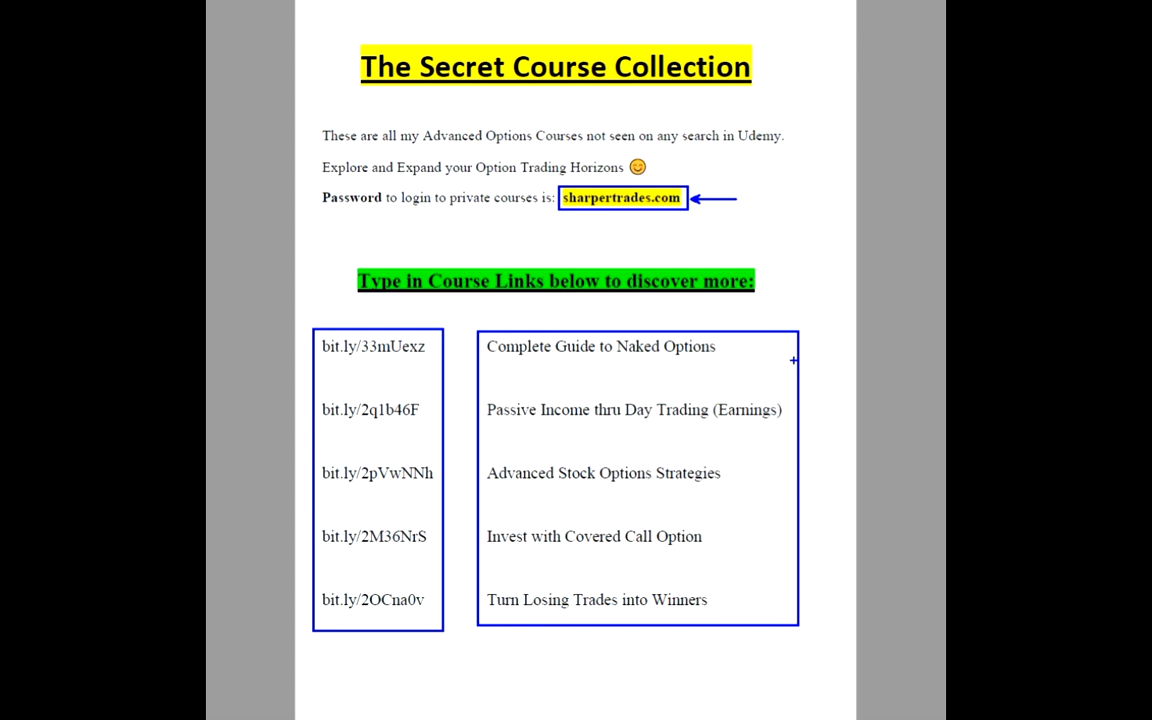 The Secret Course Collection
These are all my Advanced Options Courses not seen on any search in Udemy.
Explore and Expand your Option Trading Horizons 😊
Password to login to private courses is: sharpertrades.com
Type in Course Links below to discover more:
bit.ly/33mUexz Complete Guide to Naked Options
bit.ly/2q1b46F Passive Income thru Day Trading (Earnings)
bit.ly/2pVwNNh Advanced Stock Options Strategies
bit.ly/2M36NrS Invest with Covered Call Option
bit.ly/2OCna0v Turn Losing Trades into Winners